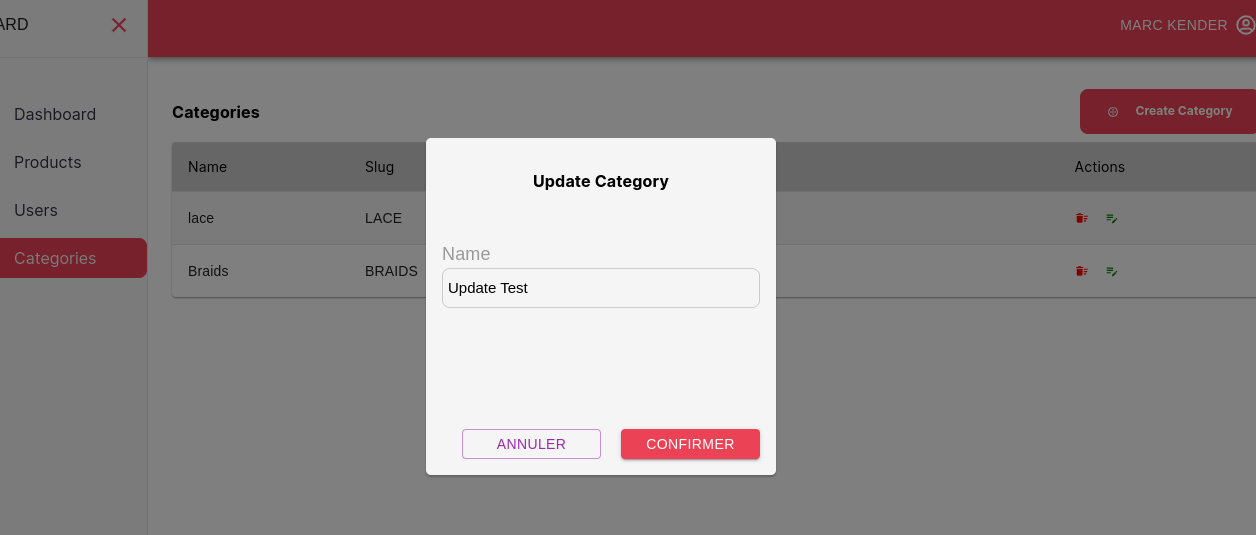 ARD
MARC KENDER
Dashboard
Products
Users
Categories
Categories
Create Category
Name Slug Actions
lace LACE
Braids BRAIDS
Update Category
Name
Update Test
ANNULER CONFIRMER